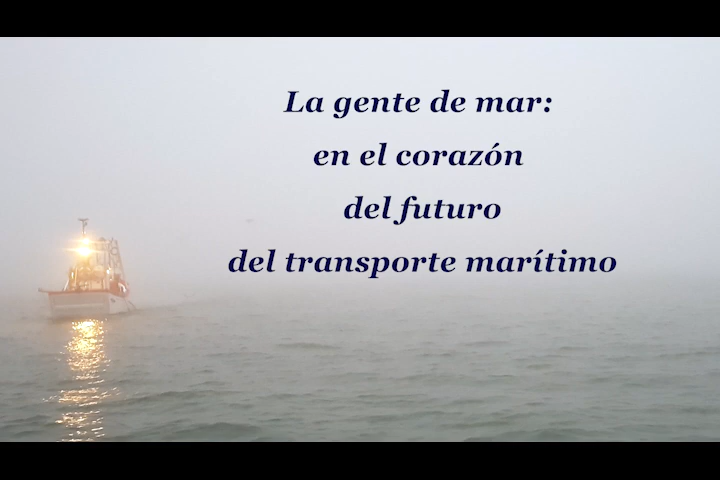 La gente de mar:
en el corazón
del futuro
del transporte marítimo